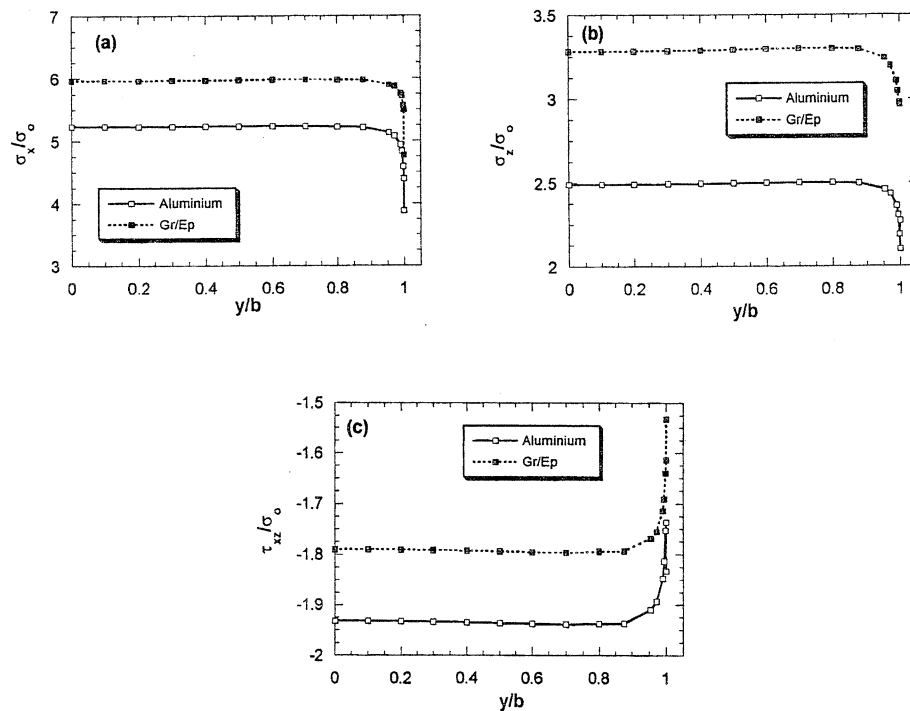 (a)
7
6
5
4
3
σx/σo
Aluminium
Gr/Ep
0 0.2 0.4 0.6 0.8 1
y/b
(b)
3.5
3
2.5
2
σz/σo
Aluminium
Gr/Ep
0 0.2 0.4 0.6 0.8 1
y/b
(c)
-1.5
-1.6
-1.7
-1.8
-1.9
-2
τxz/σo
Aluminium
Gr/Ep
0 0.2 0.4 0.6 0.8 1
y/b